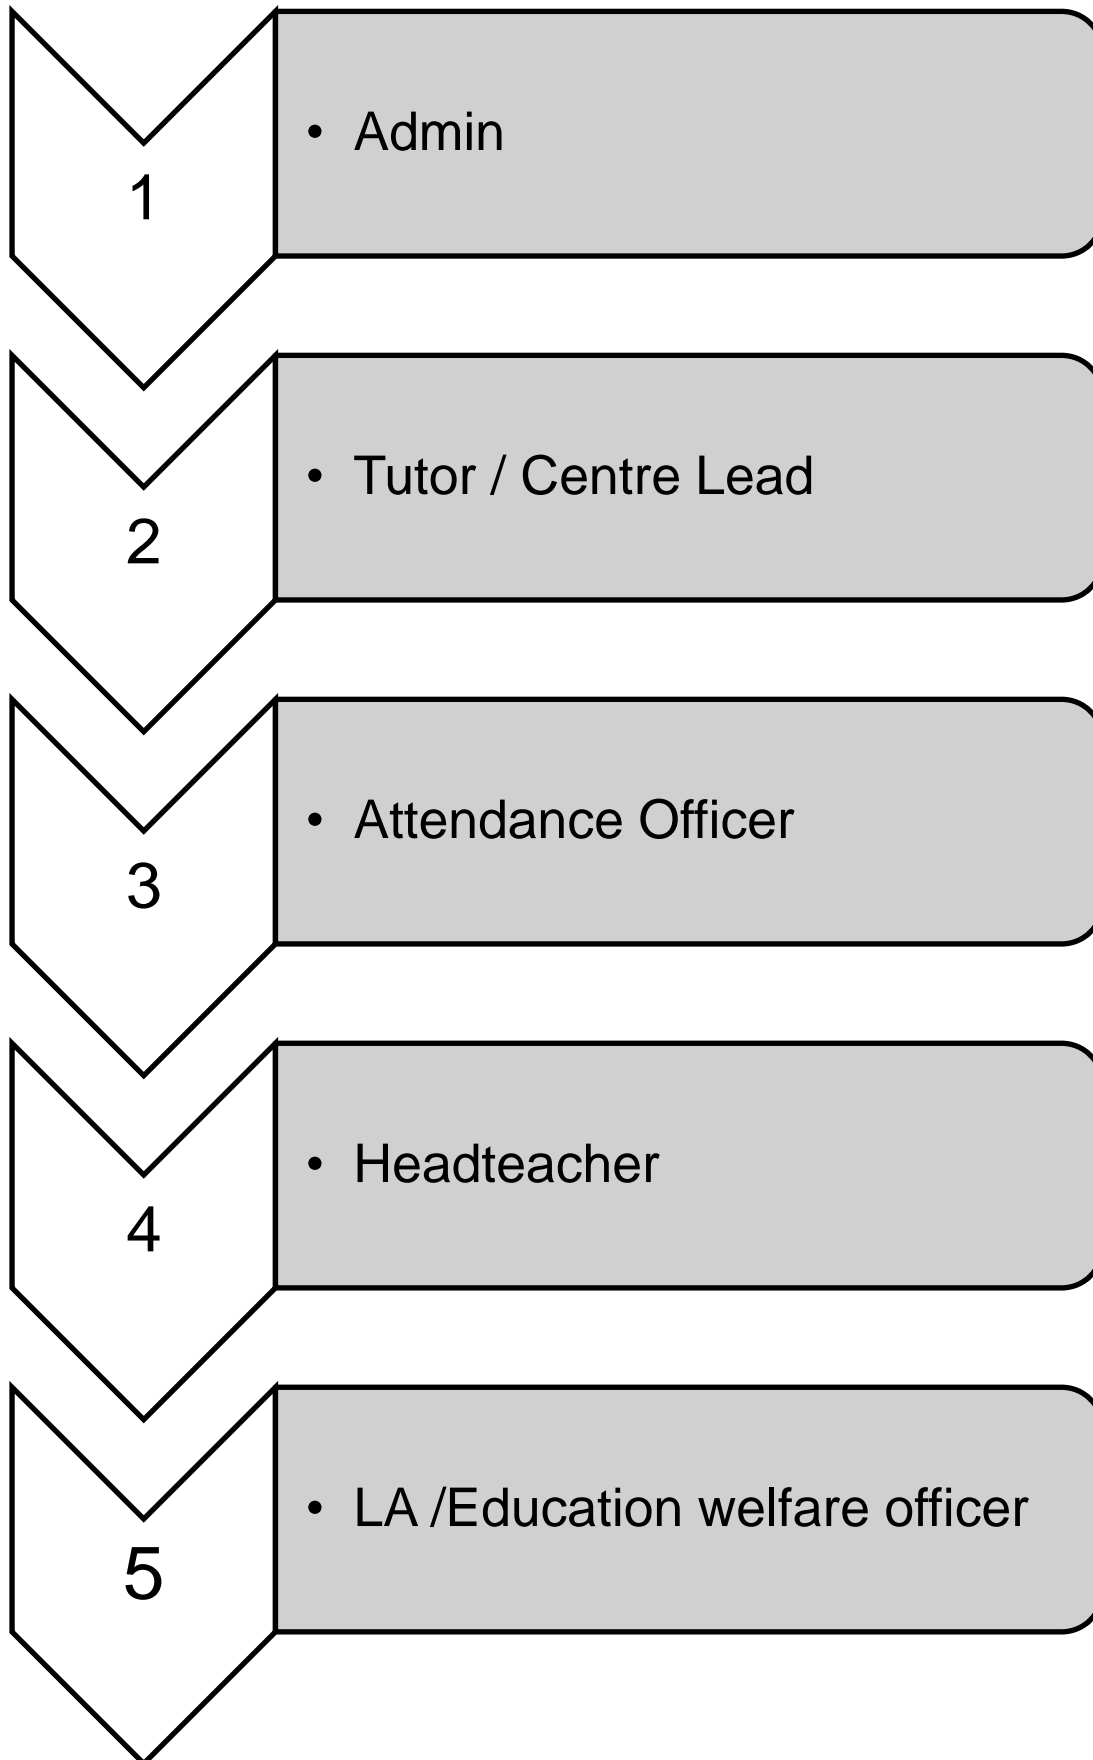 1
• Admin
2
• Tutor / Centre Lead
3
• Attendance Officer
4
• Headteacher
5
• LA /Education welfare officer